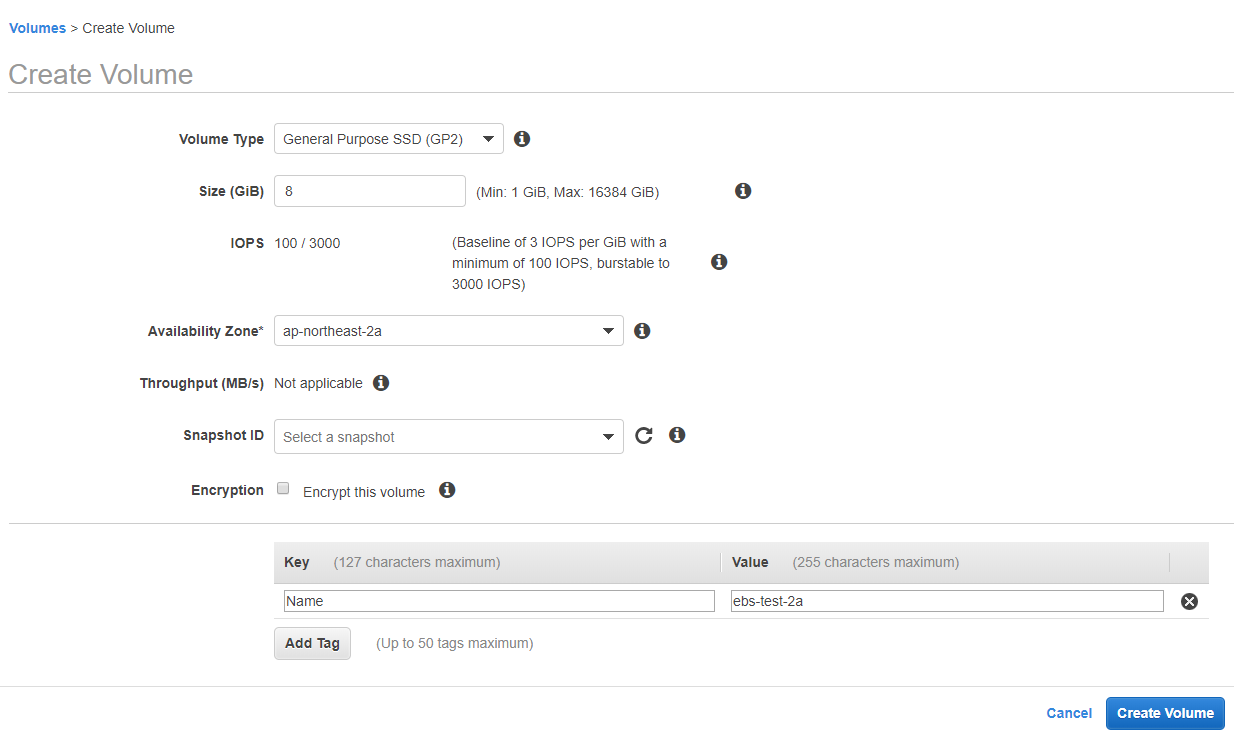 Volumes > Create Volume
Create Volume
Volume Type General Purpose SSD (GP2)
Size (GiB) 8 (Min: 1 GiB, Max: 16384 GiB)
IOPS 100 / 3000 (Baseline of 3 IOPS per GiB with a
minimum of 100 IOPS, burstable to
3000 IOPS)
Availability Zone* ap-northeast-2a
Throughput (MB/s) Not applicable
Snapshot ID Select a snapshot
Encryption Encrypt this volume
Key (127 characters maximum) Value (255 characters maximum)
Name ebs-test-2a
Add Tag (Up to 50 tags maximum)
Cancel Create Volume